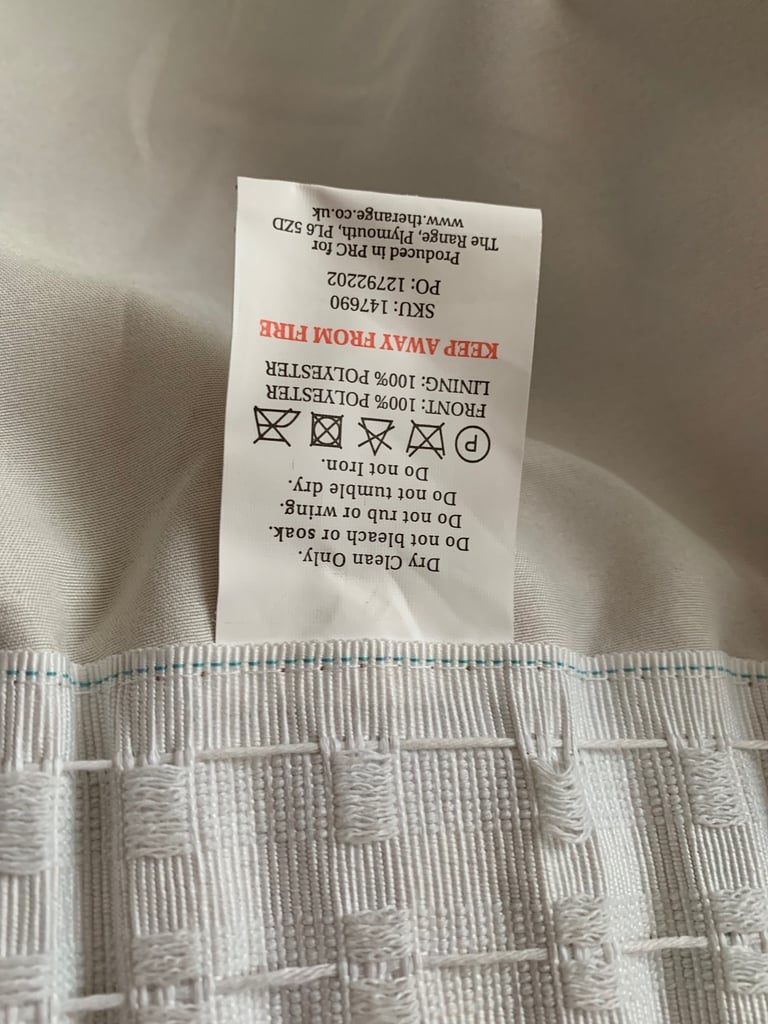 Dry Clean Only.
Do not bleach or soak.
Do not rub or wring.
Do not tumble dry.
Do not Iron.
P
FRONT: 100% POLYESTER
LINING: 100% POLYESTER
KEEP AWAY FROM FIRE
SKU: 147690
PO: 12792202
Produced in PRC for
The Range, Plymouth, PL6 5ZD
www.therange.co.uk